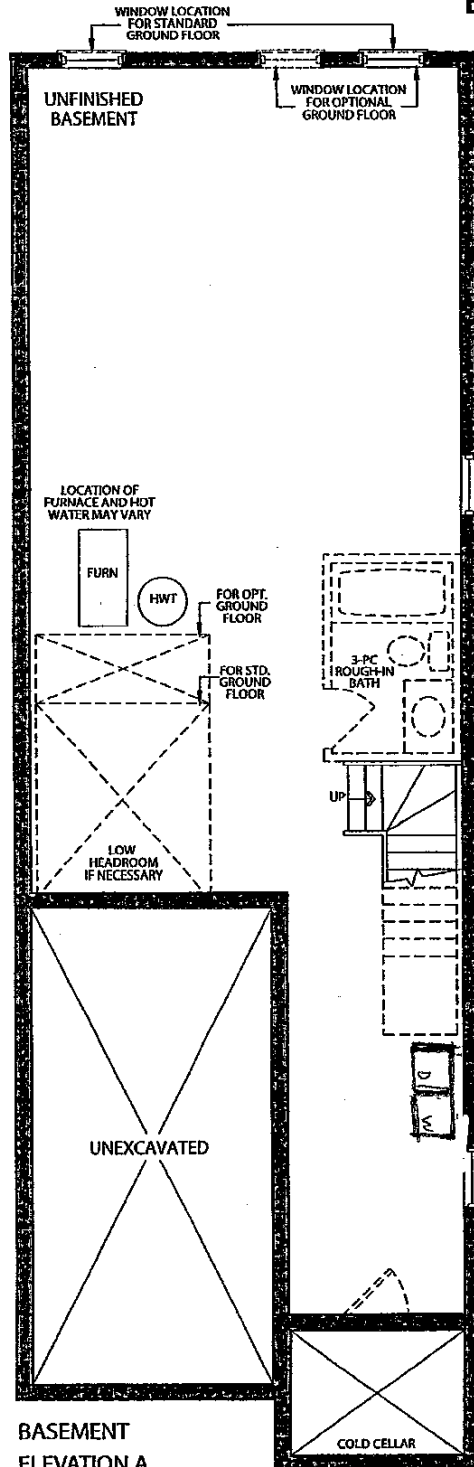 WINDOW LOCATION
FOR STANDARD
GROUND FLOOR
UNFINISHED
BASEMENT
WINDOW LOCATION
FOR OPTIONAL
GROUND FLOOR
LOCATION OF
FURNACE AND HOT
WATER MAY VARY
FURN
HWT
FOR OPT.
GROUND
FLOOR
FOR STD.
GROUND
FLOOR
3-PC
ROUGH-IN
BATH
UP
LOW
HEADROOM
IF NECESSARY
D
W
UNEXCAVATED
COLD CELLAR
BASEMENT
ELEVATION A